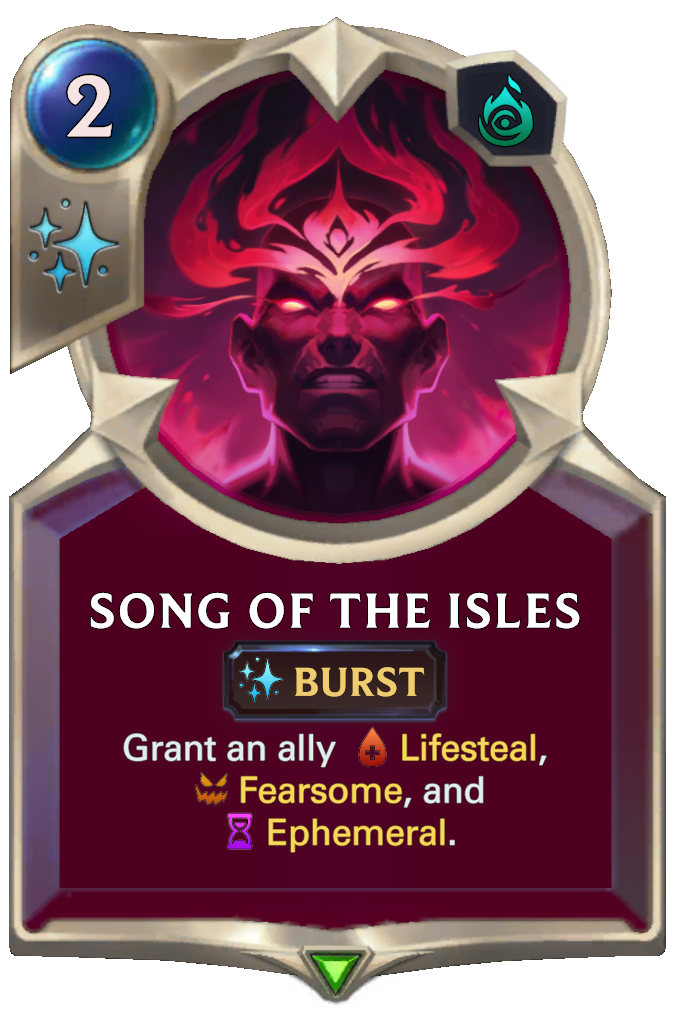 2
SONG OF THE ISLES
BURST
Grant an ally Lifesteal,
Fearsome, and
Ephemeral.